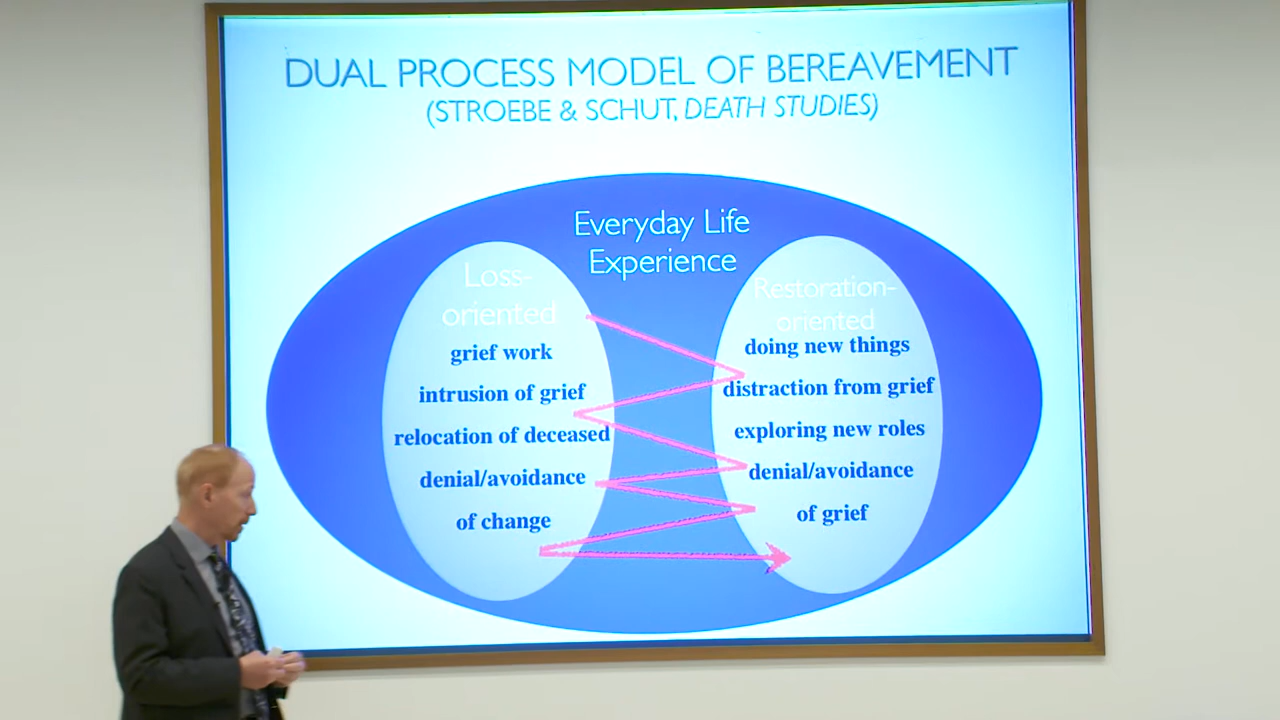 DUAL PROCESS MODEL OF BEREAVEMENT
(STROEBE & SCHUT, DEATH STUDIES)
Everyday Life
Experience
Loss-
oriented
grief work
intrusion of grief
relocation of deceased
denial/avoidance
of change
Restoration-
oriented
doing new things
distraction from grief
exploring new roles
denial/avoidance
of grief